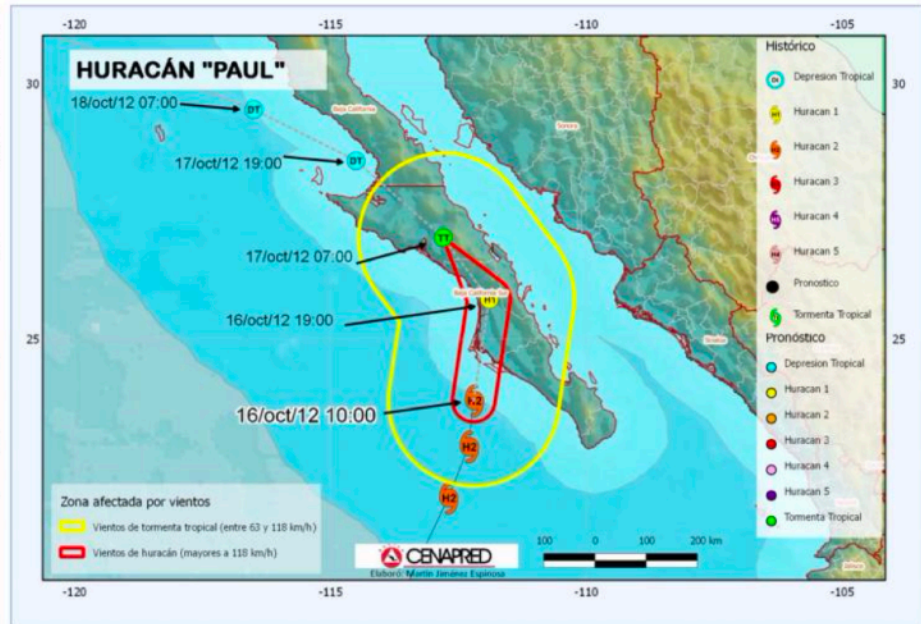 -120
-115
-110
-105
30
30
25
25
HURACÁN "PAUL"
18/oct/12 07:00
17/oct/12 19:00
17/oct/12 07:00
16/oct/12 19:00
16/oct/12 10:00
DT
DT
TT
H1
H2
H2
H2
Baja California
Sonora
Baja California Sur
Sinaloa
Jalisco
Histórico
Depresion Tropical
Huracan 1
Huracan 2
Huracan 3
Huracan 4
Huracan 5
Pronostico
Tormenta Tropical
Pronóstico
Depresion Tropical
Huracan 1
Huracan 2
Huracan 3
Huracan 4
Huracan 5
Tormenta Tropical
Zona afectada por vientos
Vientos de tormenta tropical (entre 63 y 118 km/h)
Vientos de huracán (mayores a 118 km/h)
CENAPRED
Elaboró: Martín Jiménez Espinosa
100 0 100 200 km
-120
-115
-110
-105